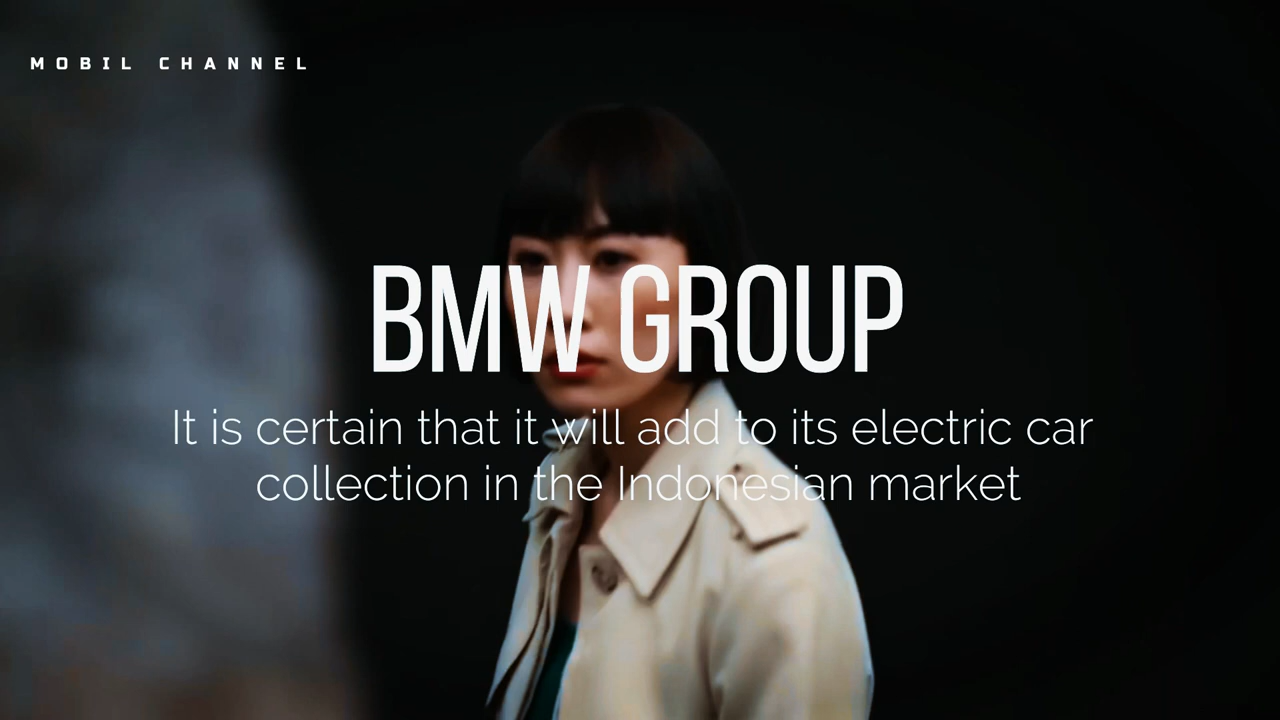 MOBIL CHANNEL
BMW GROUP
It is certain that it will add to its electric car
collection in the Indonesian market